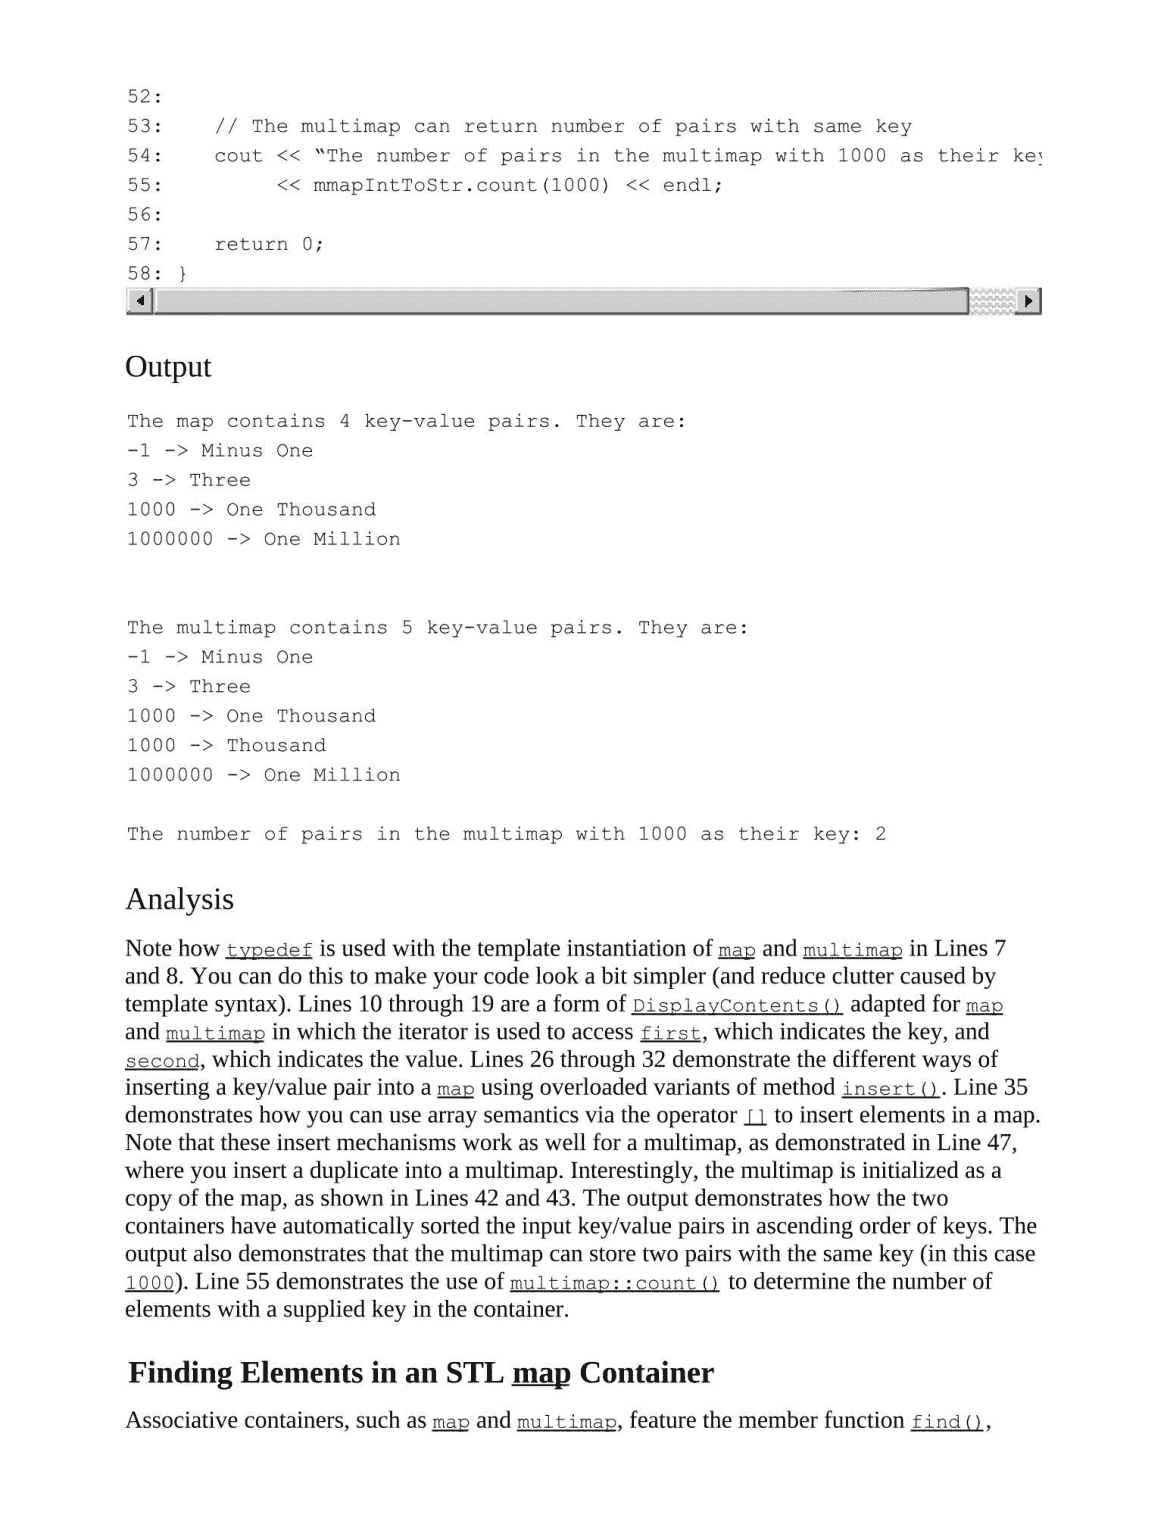 52:
53: // The multimap can return number of pairs with same key
54: cout << “The number of pairs in the multimap with 1000 as their key
55: << mmapIntToStr.count(1000) << endl;
56:
57: return 0;
58: }
Output
The map contains 4 key-value pairs. They are:
-1 -> Minus One
3 -> Three
1000 -> One Thousand
1000000 -> One Million
The multimap contains 5 key-value pairs. They are:
-1 -> Minus One
3 -> Three
1000 -> One Thousand
1000 -> Thousand
1000000 -> One Million
The number of pairs in the multimap with 1000 as their key: 2
Analysis
Note how typedef is used with the template instantiation of map and multimap in Lines 7
and 8. You can do this to make your code look a bit simpler (and reduce clutter caused by
template syntax). Lines 10 through 19 are a form of DisplayContents() adapted for map
and multimap in which the iterator is used to access first, which indicates the key, and
second, which indicates the value. Lines 26 through 32 demonstrate the different ways of
inserting a key/value pair into a map using overloaded variants of method insert(). Line 35
demonstrates how you can use array semantics via the operator [] to insert elements in a map.
Note that these insert mechanisms work as well for a multimap, as demonstrated in Line 47,
where you insert a duplicate into a multimap. Interestingly, the multimap is initialized as a
copy of the map, as shown in Lines 42 and 43. The output demonstrates how the two
containers have automatically sorted the input key/value pairs in ascending order of keys. The
output also demonstrates that the multimap can store two pairs with the same key (in this case
1000). Line 55 demonstrates the use of multimap::count() to determine the number of
elements with a supplied key in the container.
Finding Elements in an STL map Container
Associative containers, such as map and multimap, feature the member function find(),